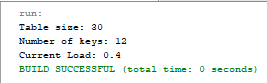 run:
Table size: 30
Number of keys: 12
Current Load: 0.4
BUILD SUCCESSFUL (total time: 0 seconds)